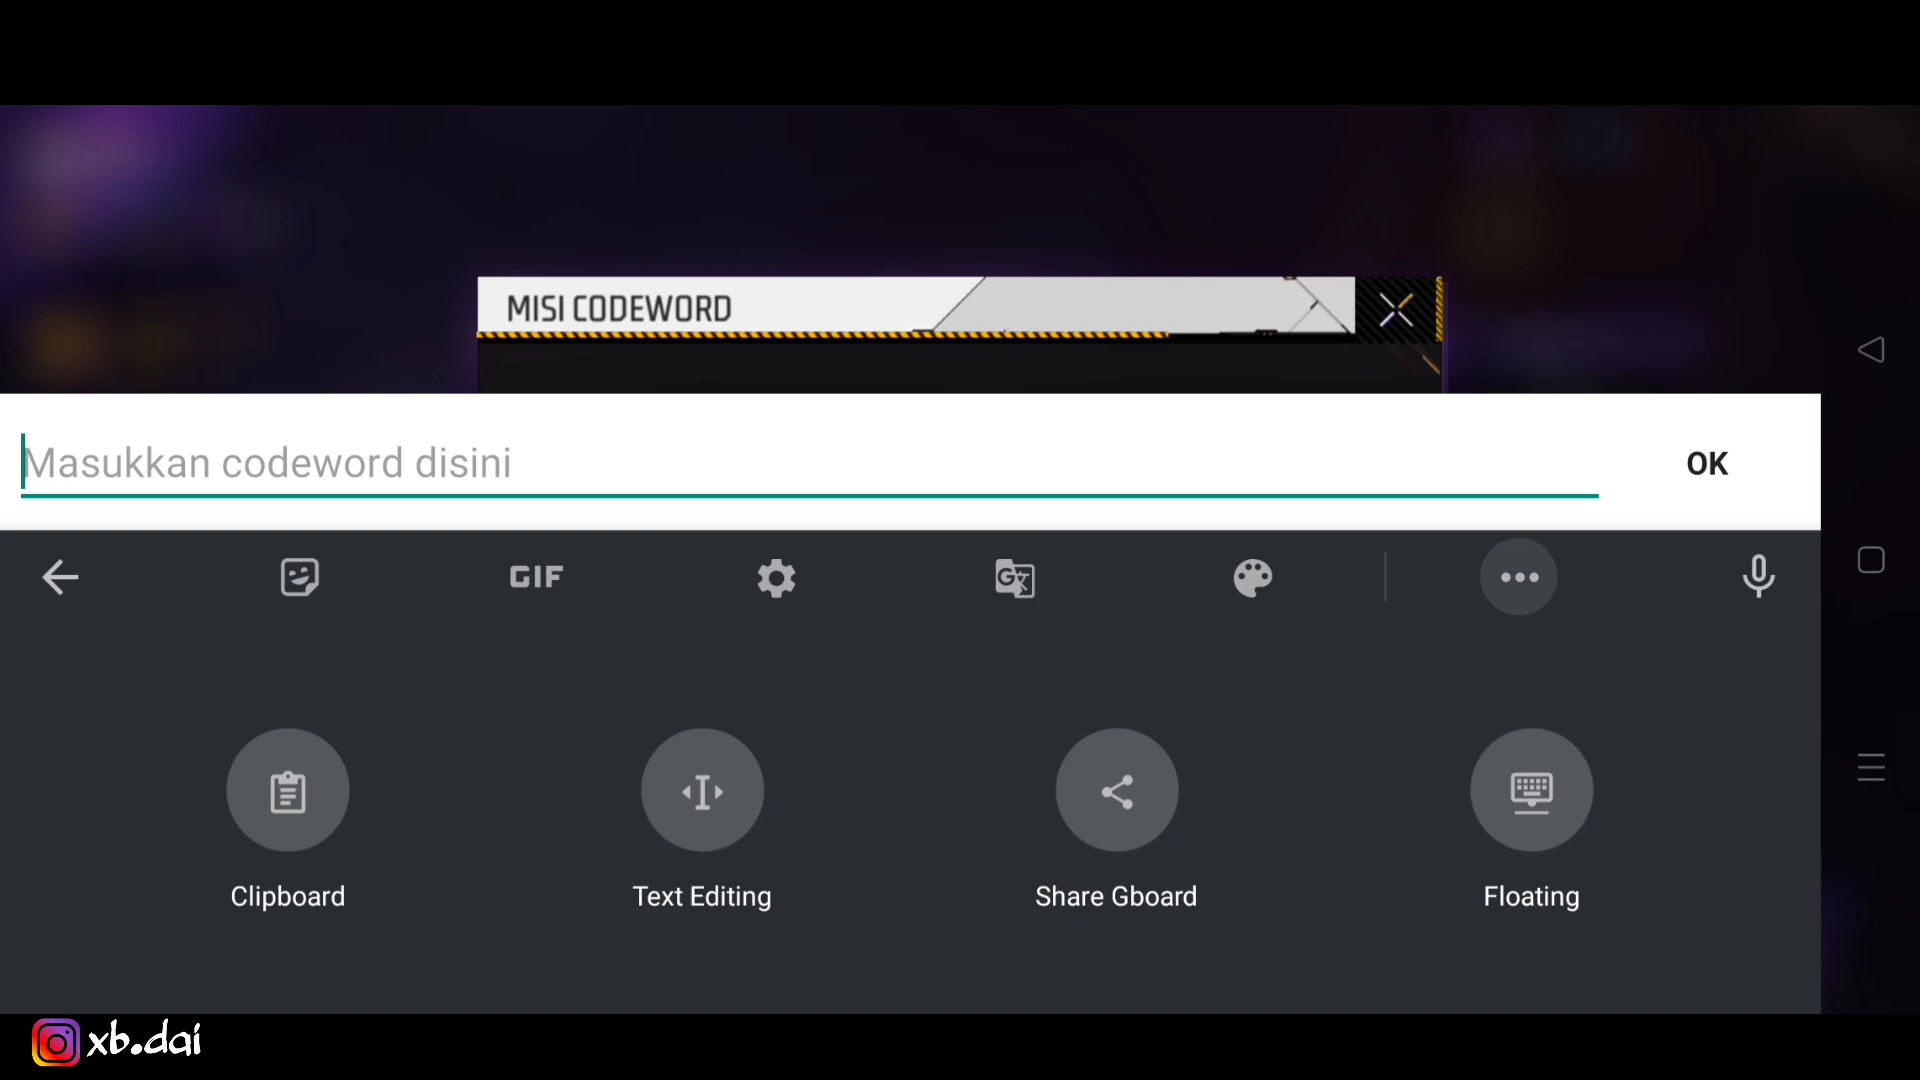 MISI CODEWORD
Masukkan codeword disini
OK
GIF
Clipboard
Text Editing
Share Gboard
Floating
xb.dai